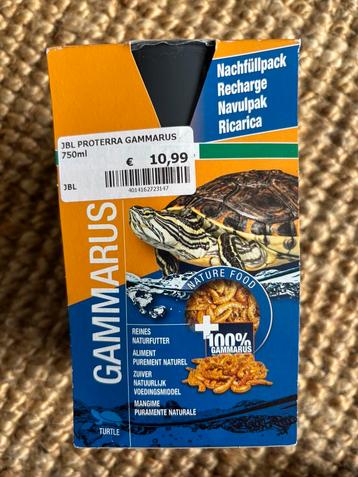 Nachfüllpack
Recharge
Navulpak
Ricarica
JBL PROTERRA GAMMARUS
750ml
€ 10,99
JBL
4014162723147
GAMMARUS
NATURE FOOD
REINES
NATURFUTTER
ALIMENT
PUREMENT NATUREL
ZUIVER
NATUURLIJK
VOEDINGSMIDDEL
MANGIME
PURAMENTE NATURALE
+
100%
GAMMARUS
TURTLE